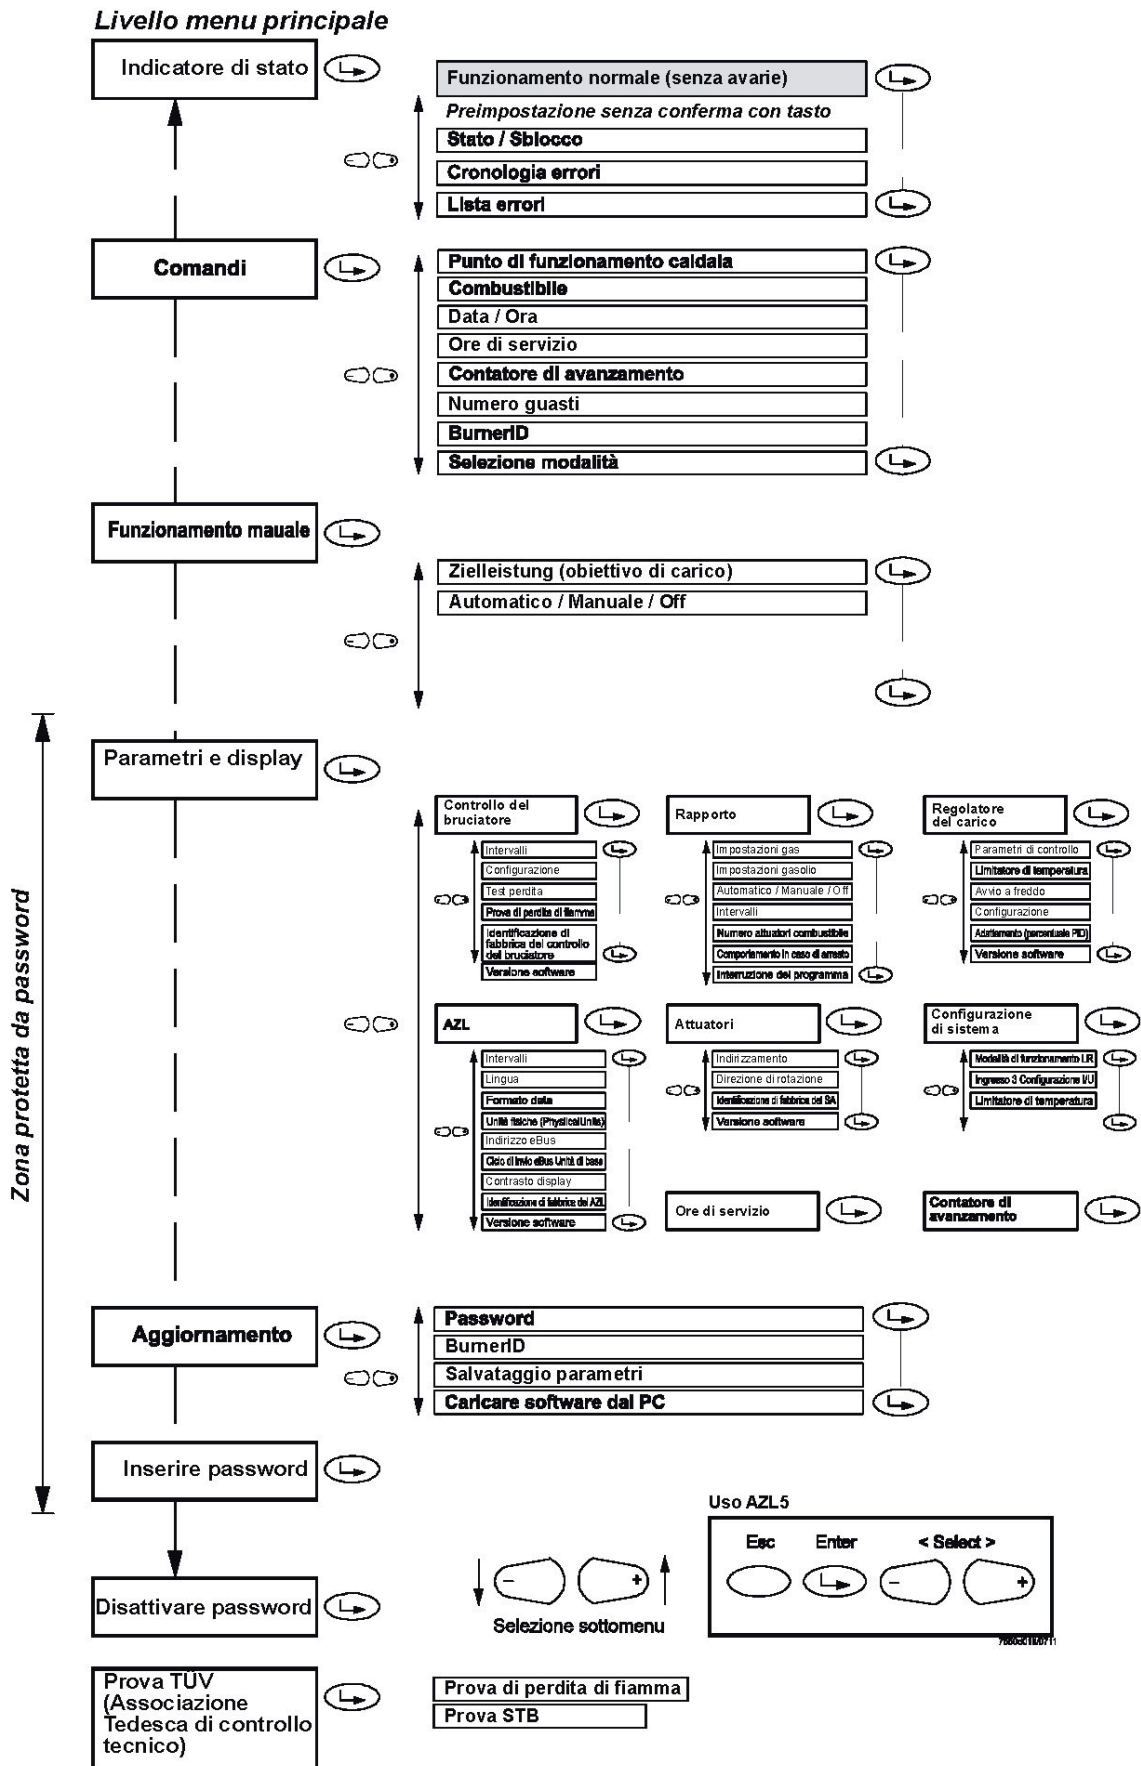 Livello menu principale
Indicatore di stato
Funzionamento normale (senza avarie)
Preimpostazione senza conferma con tasto
Stato / Sblocco
Cronologia errori
Lista errori
Comandi
Punto di funzionamento caldaia
Combustibile
Data / Ora
Ore di servizio
Contatore di avanzamento
Numero guasti
BurnerID
Selezione modalità
Funzionamento mauale
Zielleistung (obiettivo di carico)
Automatico / Manuale / Off
Zona protetta da password
Parametri e display
Controllo del
bruciatore
Intervalli
Configurazione
Test perdita
Prova di perdita di fiamma
Identificazione di
fabbrica del controllo
del bruciatore
Versione software
Rapporto
Impostazioni gas
Impostazioni gasolio
Automatico / Manuale / Off
Intervalli
Numero attuatori combustibile
Comportamento in caso di arresto
Interruzione del programma
Regolatore
del carico
Parametri di controllo
Limitatore di temperatura
Avvio a freddo
Configurazione
Adattamento (percentuale PID)
Versione software
AZL
Intervalli
Lingua
Formato data
Unità fisiche (PhysicalUnits)
Indirizzo eBus
Ciclo di invio eBus Unità di base
Contrasto display
Identificazione di fabbrica del AZL
Versione software
Attuatori
Indirizzamento
Direzione di rotazione
Identificazione di fabbrica del SA
Versione software
Configurazione
di sistema
Modalità di funzionamento LR
Ingresso 3 Configurazione I/U
Limitatore di temperatura
Ore di servizio
Contatore di
avanzamento
Aggiornamento
Password
BurnerID
Salvataggio parametri
Caricare software dal PC
Inserire password
Disattivare password
- +
Selezione sottomenu
Uso AZL5
Esc Enter < Select >
- +
Prova TÜV
(Associazione
Tedesca di controllo
tecnico)
Prova di perdita di fiamma
Prova STB